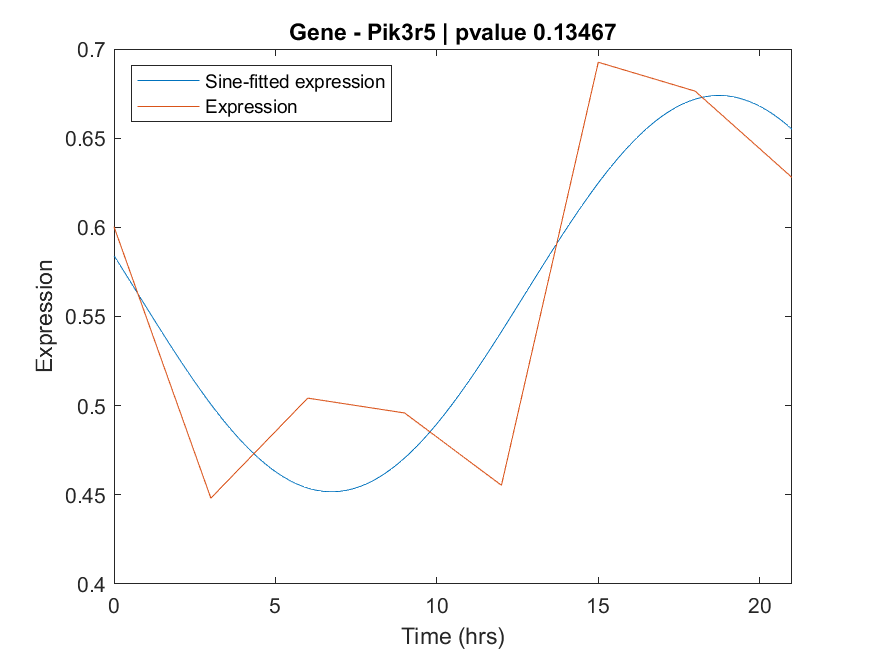 Gene - Pik3r5 | pvalue 0.13467
0.7
0.65
0.6
0.55
0.5
0.45
0.4
Expression
Sine-fitted expression
Expression
0 5 10 15 20
Time (hrs)